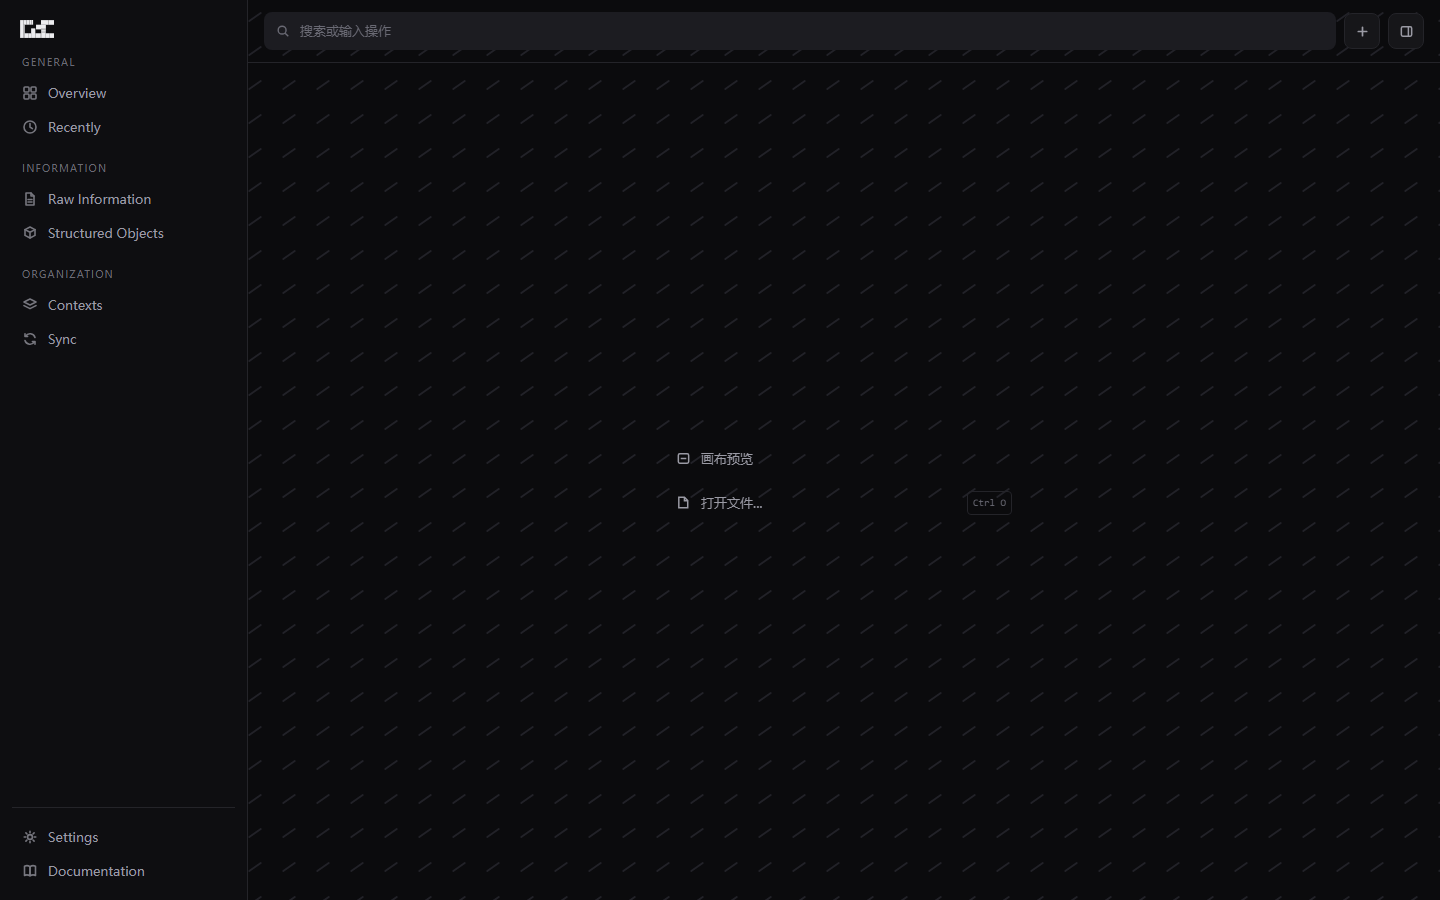 GENERAL
Overview
Recently
INFORMATION
Raw Information
Structured Objects
ORGANIZATION
Contexts
Sync
Settings
Documentation
搜索或输入操作
画布预览
打开文件...
Ctrl O